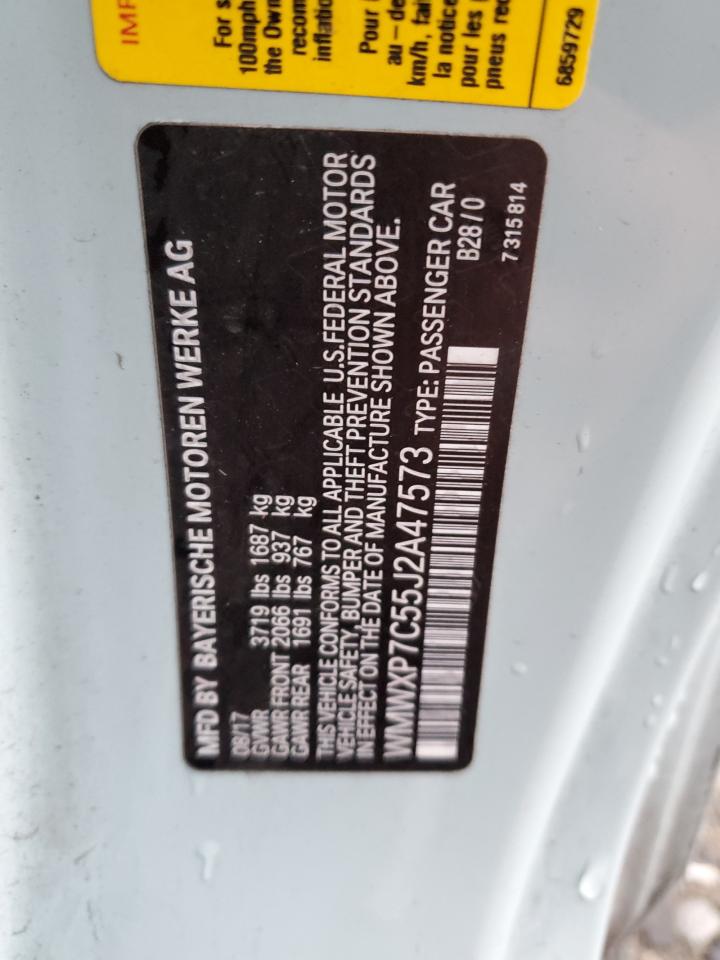 IMP
For s
100mph
the Own
recom
inflatio
Pour
au - de
km/h, fai
la notice
pour les
pneus rec
6859729
MFD BY BAYERISCHE MOTOREN WERKE AG
08/17
GVWR 3719 lbs 1687 kg
GAWR FRONT 2066 lbs 937 kg
GAWR REAR 1691 lbs 767 kg
THIS VEHICLE CONFORMS TO ALL APPLICABLE U.S.FEDERAL MOTOR
VEHICLE SAFETY, BUMPER AND THEFT PREVENTION STANDARDS
IN EFFECT ON THE DATE OF MANUFACTURE SHOWN ABOVE.
WMWXP7C55J2A47573 TYPE: PASSENGER CAR
B28 / 0
7 315 814